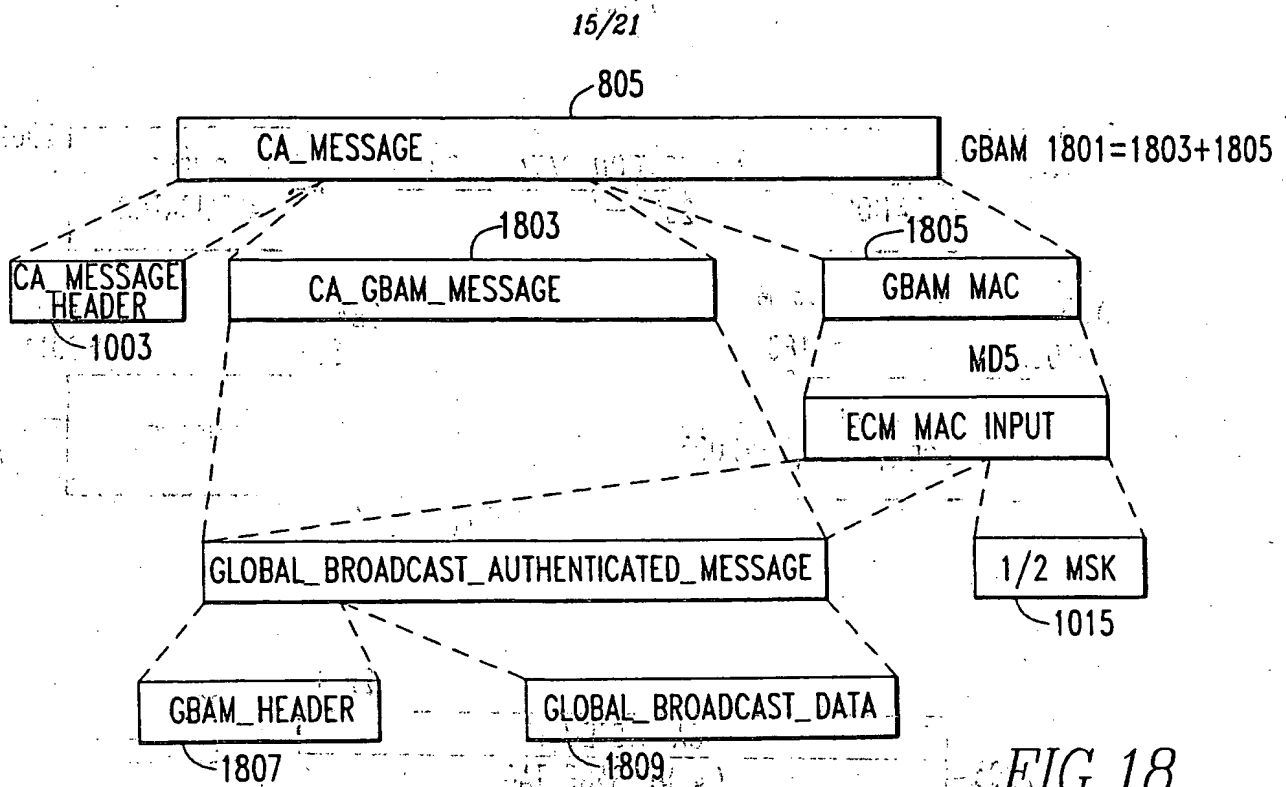 15/21
805
CA_MESSAGE
GBAM 1801=1803+1805
1803
1805
CA_MESSAGE
HEADER
CA_GBAM_MESSAGE
GBAM MAC
1003
MD5
ECM MAC INPUT
GLOBAL_BROADCAST_AUTHENTICATED_MESSAGE
1/2 MSK
1015
GBAM_HEADER
GLOBAL_BROADCAST_DATA
1807
1809
FIG. 18